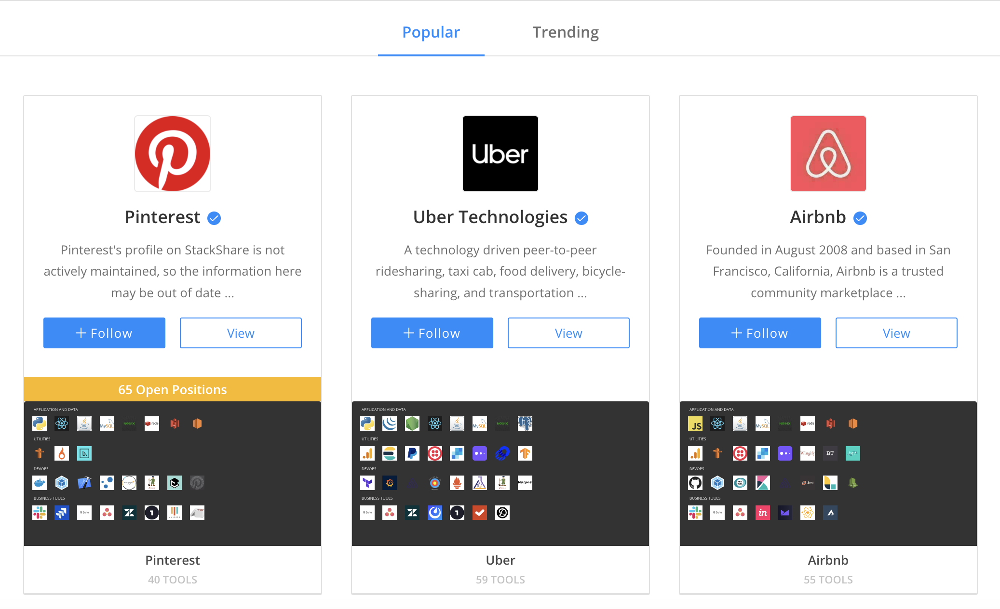 Popular
Trending
Uber
Pinterest
Pinterest's profile on StackShare is not
actively maintained, so the information here
may be out of date ...
+ Follow
View
65 Open Positions
APPLICATION AND DATA
MySQL
NGINX
redis
UTILITIES
b.
DEVOPS
BUSINESS TOOLS
G Suite
1
Pinterest
40 TOOLS
Uber Technologies
A technology driven peer-to-peer
ridesharing, taxi cab, food delivery, bicycle-
sharing, and transportation ...
+ Follow
View
APPLICATION AND DATA
MySQL
NGINX
UTILITIES
DEVOPS
Nagios
BUSINESS TOOLS
G Suite
1
Uber
59 TOOLS
Airbnb
Founded in August 2008 and based in San
Francisco, California, Airbnb is a trusted
community marketplace ...
+ Follow
View
APPLICATION AND DATA
JS
MySQL
NGINX
redis
UTILITIES
Wingify
BT
DEVOPS
New Relic
Jest
BUSINESS TOOLS
G Suite
in
Airbnb
55 TOOLS